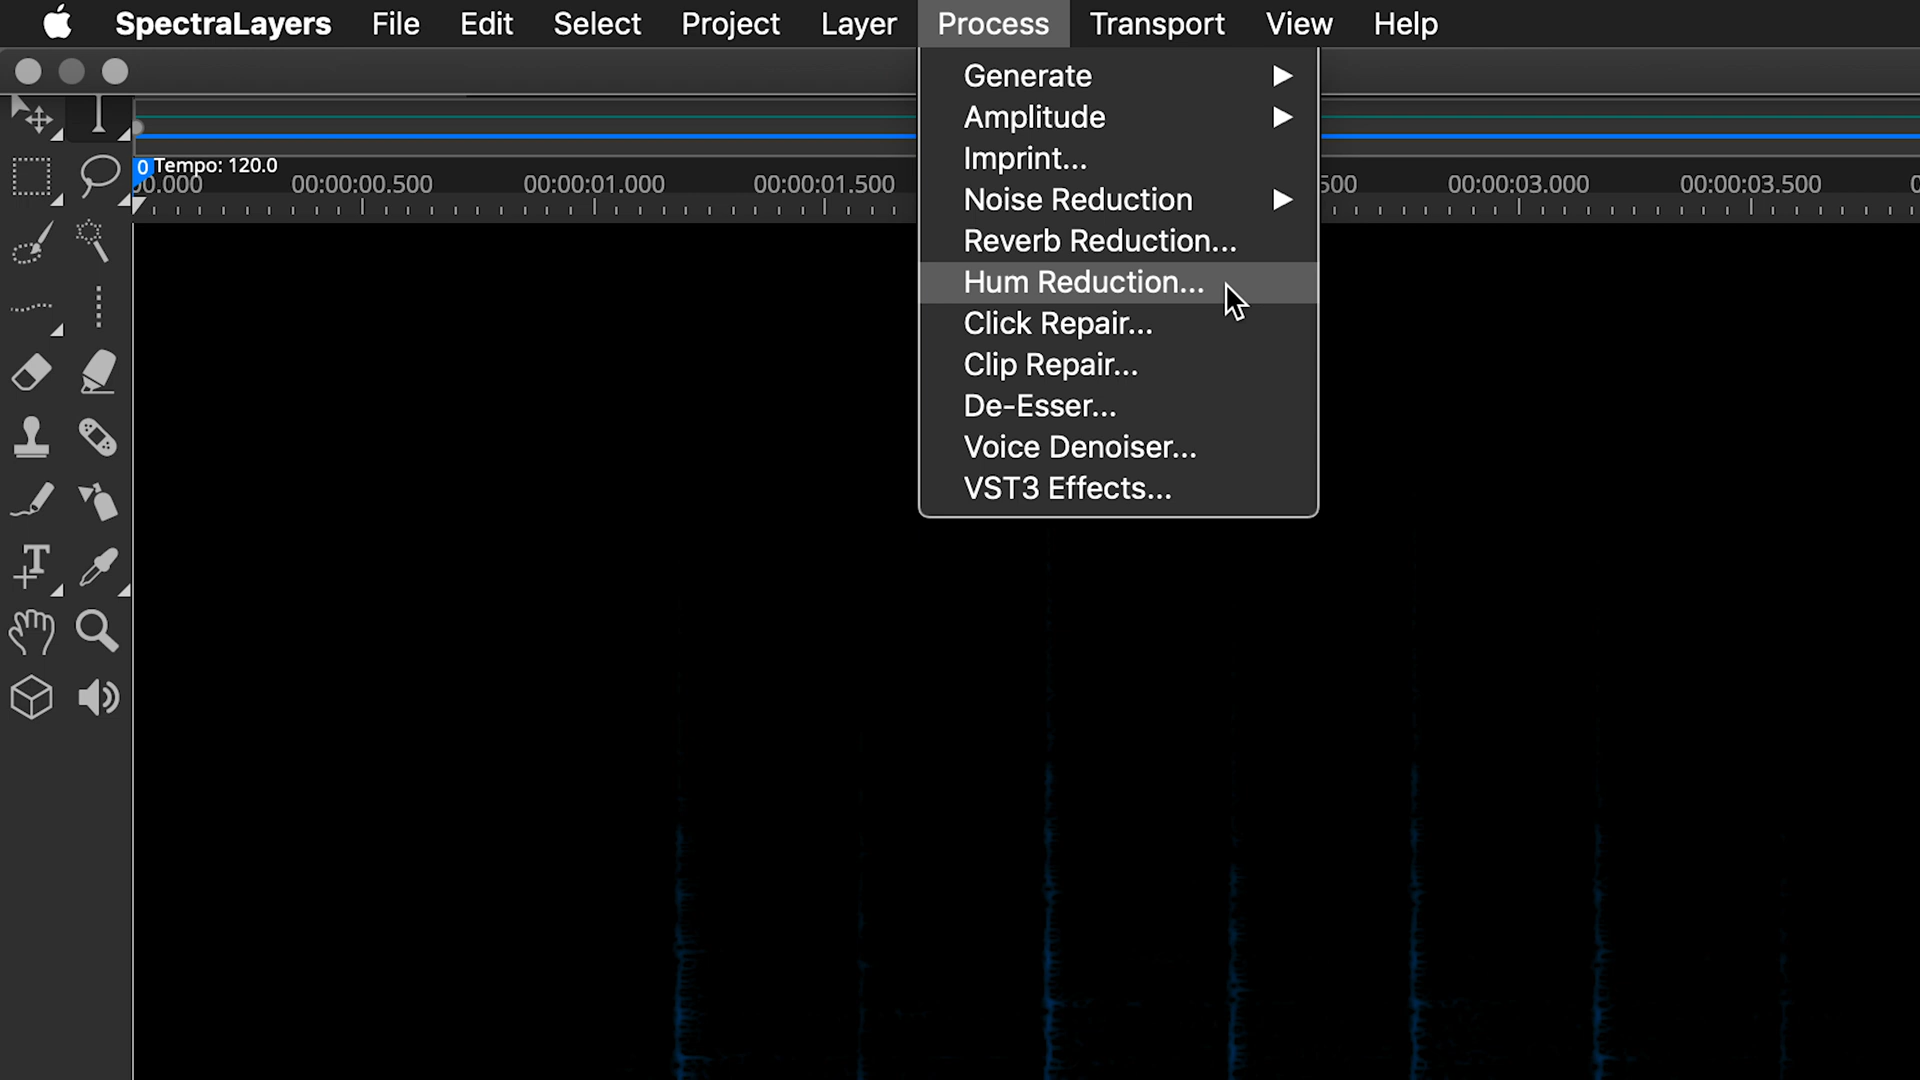 SpectraLayers File Edit Select Project Layer Process Transport View Help
Generate
Amplitude
Imprint...
Noise Reduction
Reverb Reduction...
Hum Reduction...
Click Repair...
Clip Repair...
De-Esser...
Voice Denoiser...
VST3 Effects...
0 Tempo: 120.0
00:00:00.500 00:00:01.000 00:00:01.500 00:00:03.000 00:00:03.500
T